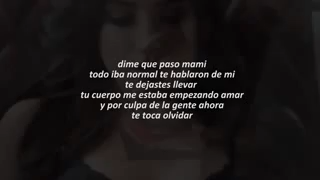 dime que paso mami
todo iba normal te hablaron de mi
te dejastes llevar
tu cuerpo me estaba empezando amar
y por culpa de la gente ahora
te toca olvidar